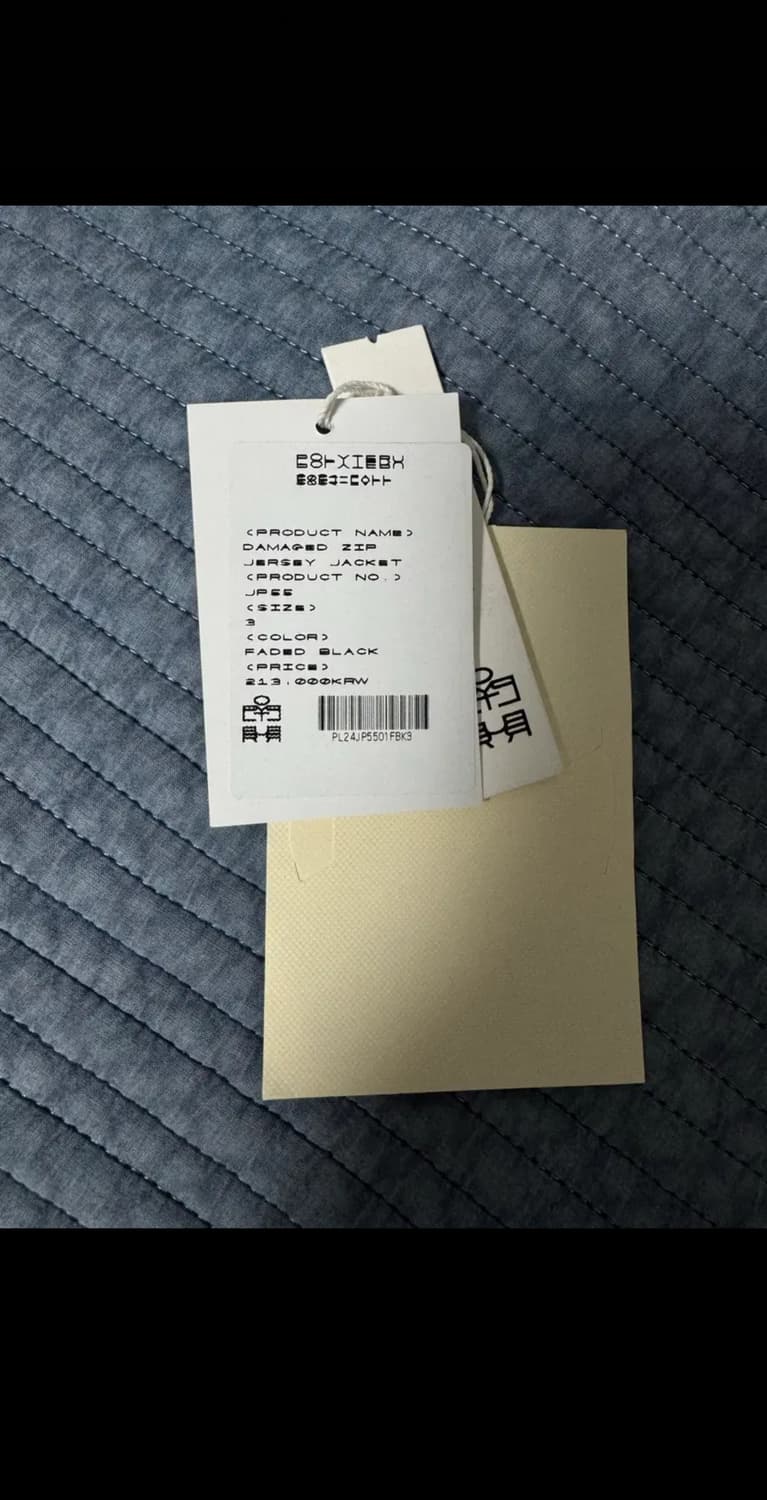 <PRODUCT NAME>
DAMAGED ZIP
JERSEY JACKET
<PRODUCT NO.>
JP55
<SIZE>
3
<COLOR>
FADED BLACK
<PRICE>
213.000KRW
PL24JP5501FBK3